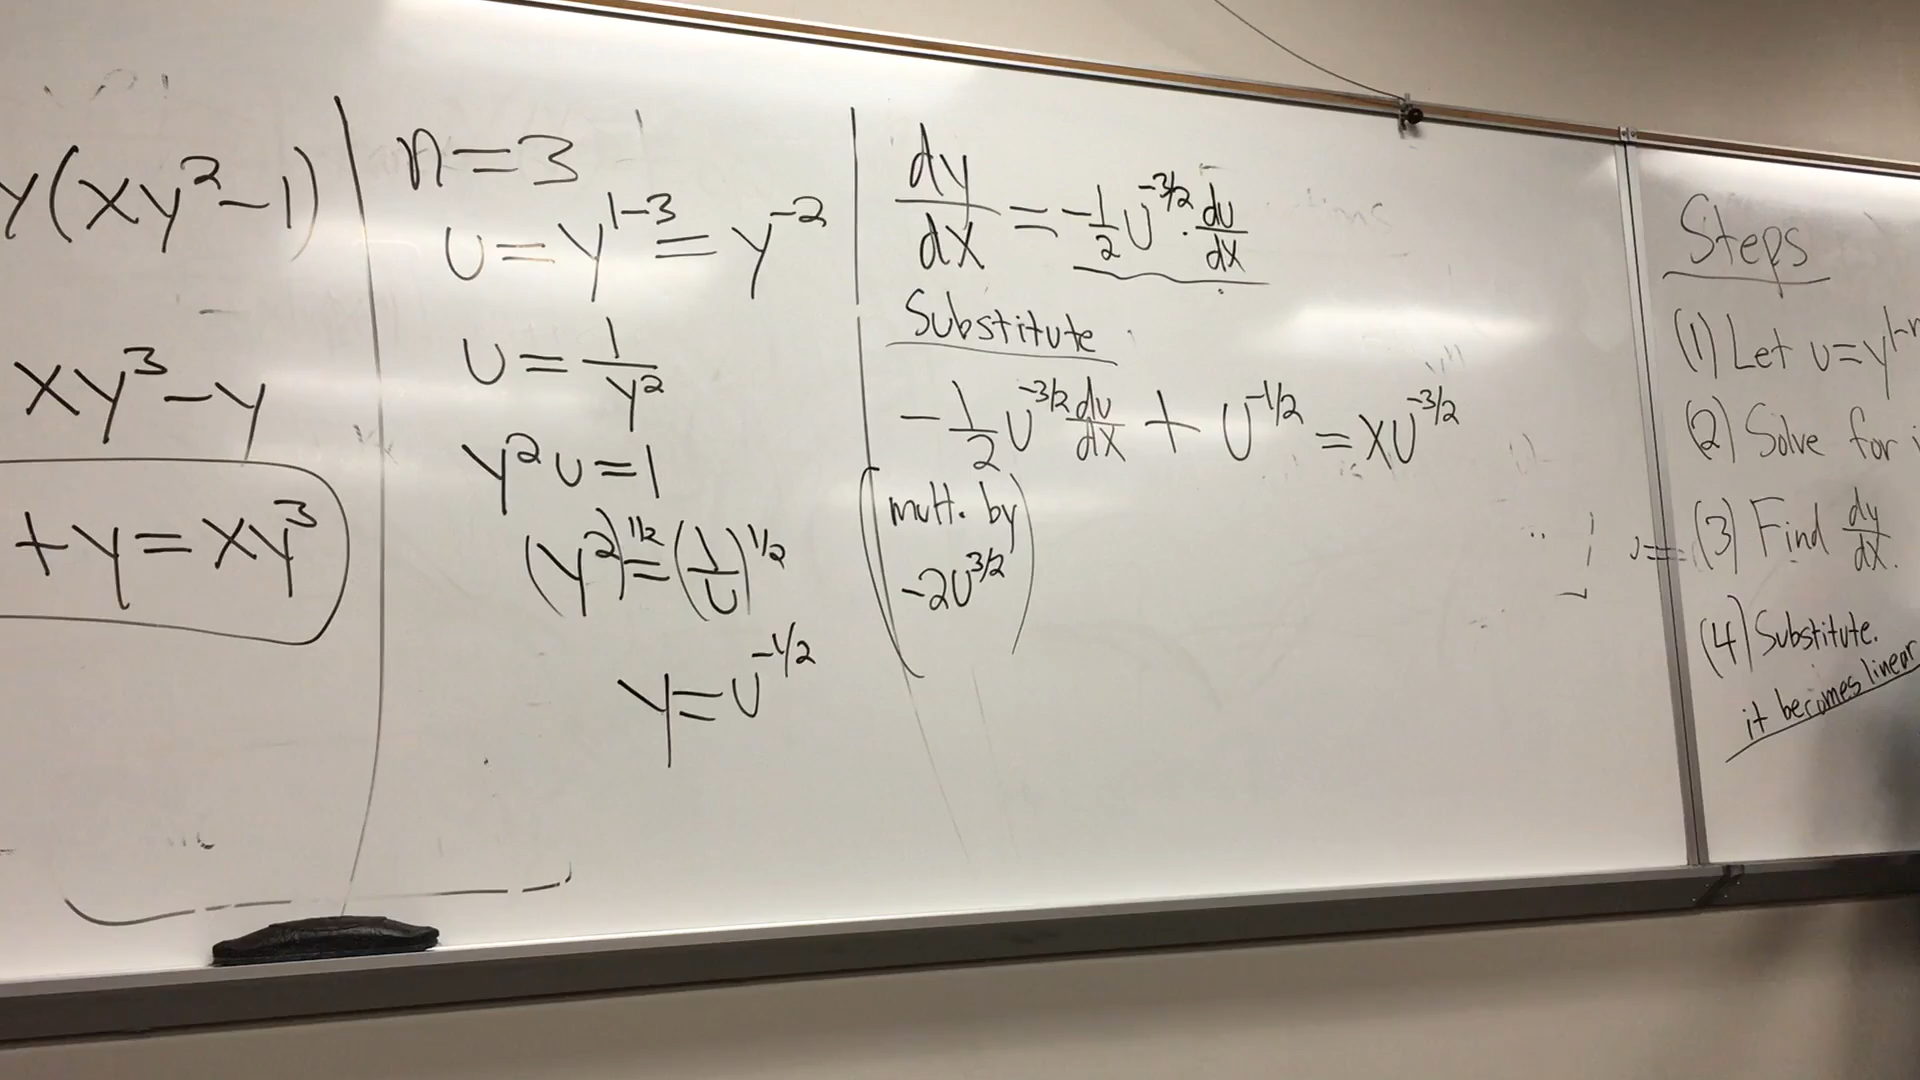 y(xy²-1)
xy³-y
+y=xy³
n=3
u=y¹⁻³=y⁻²
u=1/y²
y²u=1
(y²)^1/2=(1/u)^1/2
y=u^-1/2
dy/dx=-1/2 u^-3/2·du/dx
Substitute
-1/2 u^-3/2 du/dx + u^-1/2 = xu^-3/2
(mult. by
-2u^3/2)
Steps
(1) Let u=y^1-n
(2) Solve for
(3) Find dy/dx.
(4) Substitute.
it becomes linear